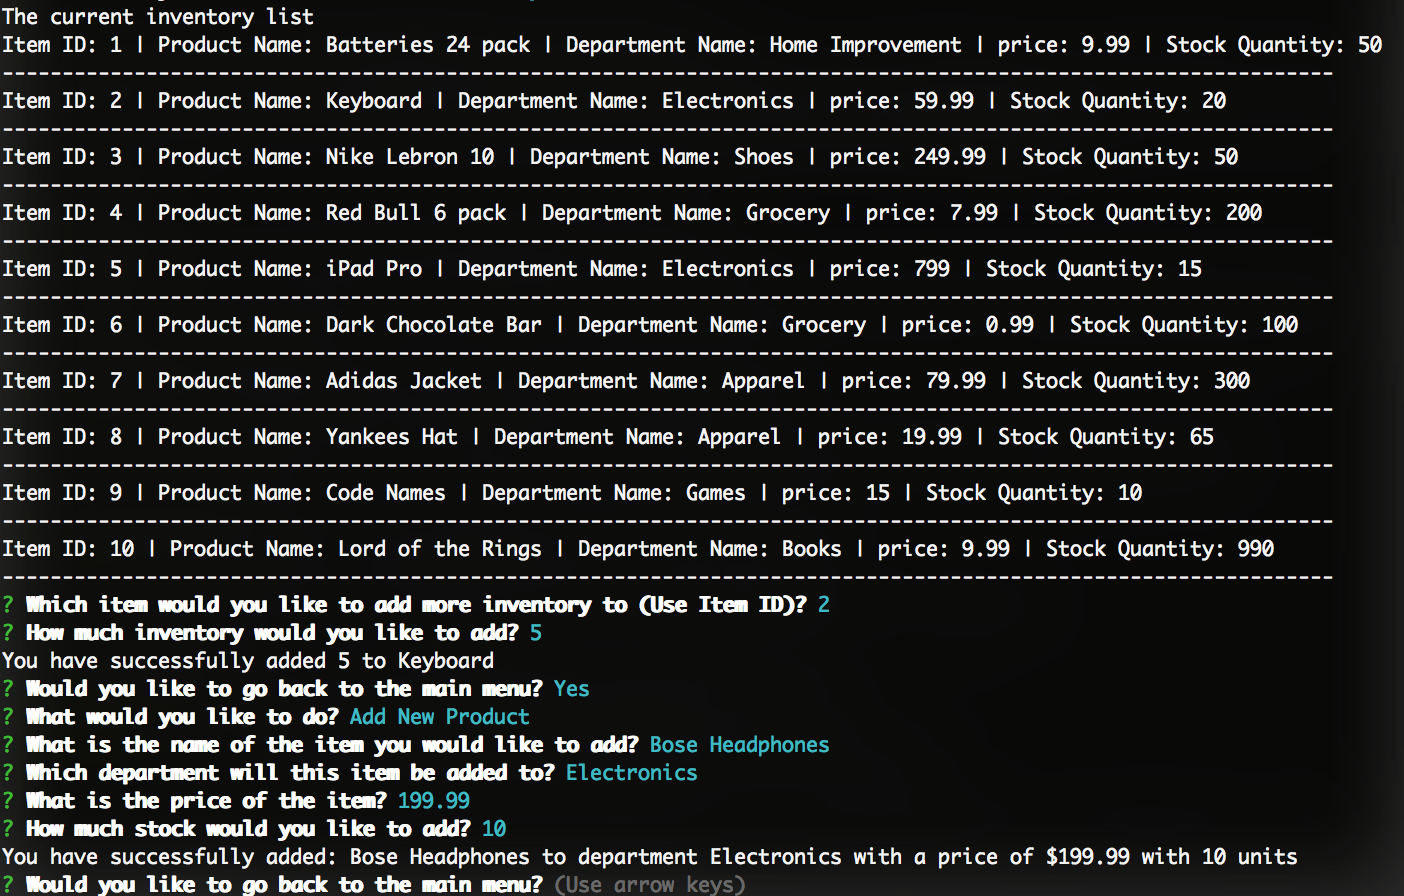 The current inventory list
Item ID: 1 | Product Name: Batteries 24 pack | Department Name: Home Improvement | price: 9.99 | Stock Quantity: 50
---------------------------------------------------------------------------------------------------------------
Item ID: 2 | Product Name: Keyboard | Department Name: Electronics | price: 59.99 | Stock Quantity: 20
---------------------------------------------------------------------------------------------------------------
Item ID: 3 | Product Name: Nike Lebron 10 | Department Name: Shoes | price: 249.99 | Stock Quantity: 50
---------------------------------------------------------------------------------------------------------------
Item ID: 4 | Product Name: Red Bull 6 pack | Department Name: Grocery | price: 7.99 | Stock Quantity: 200
---------------------------------------------------------------------------------------------------------------
Item ID: 5 | Product Name: iPad Pro | Department Name: Electronics | price: 799 | Stock Quantity: 15
---------------------------------------------------------------------------------------------------------------
Item ID: 6 | Product Name: Dark Chocolate Bar | Department Name: Grocery | price: 0.99 | Stock Quantity: 100
---------------------------------------------------------------------------------------------------------------
Item ID: 7 | Product Name: Adidas Jacket | Department Name: Apparel | price: 79.99 | Stock Quantity: 300
---------------------------------------------------------------------------------------------------------------
Item ID: 8 | Product Name: Yankees Hat | Department Name: Apparel | price: 19.99 | Stock Quantity: 65
---------------------------------------------------------------------------------------------------------------
Item ID: 9 | Product Name: Code Names | Department Name: Games | price: 15 | Stock Quantity: 10
---------------------------------------------------------------------------------------------------------------
Item ID: 10 | Product Name: Lord of the Rings | Department Name: Books | price: 9.99 | Stock Quantity: 990
---------------------------------------------------------------------------------------------------------------
? Which item would you like to add more inventory to (Use Item ID)? 2
? How much inventory would you like to add? 5
You have successfully added 5 to Keyboard
? Would you like to go back to the main menu? Yes
? What would you like to do? Add New Product
? What is the name of the item you would like to add? Bose Headphones
? Which department will this item be added to? Electronics
? What is the price of the item? 199.99
? How much stock would you like to add? 10
You have successfully added: Bose Headphones to department Electronics with a price of $199.99 with 10 units
? Would you like to go back to the main menu? (Use arrow keys)